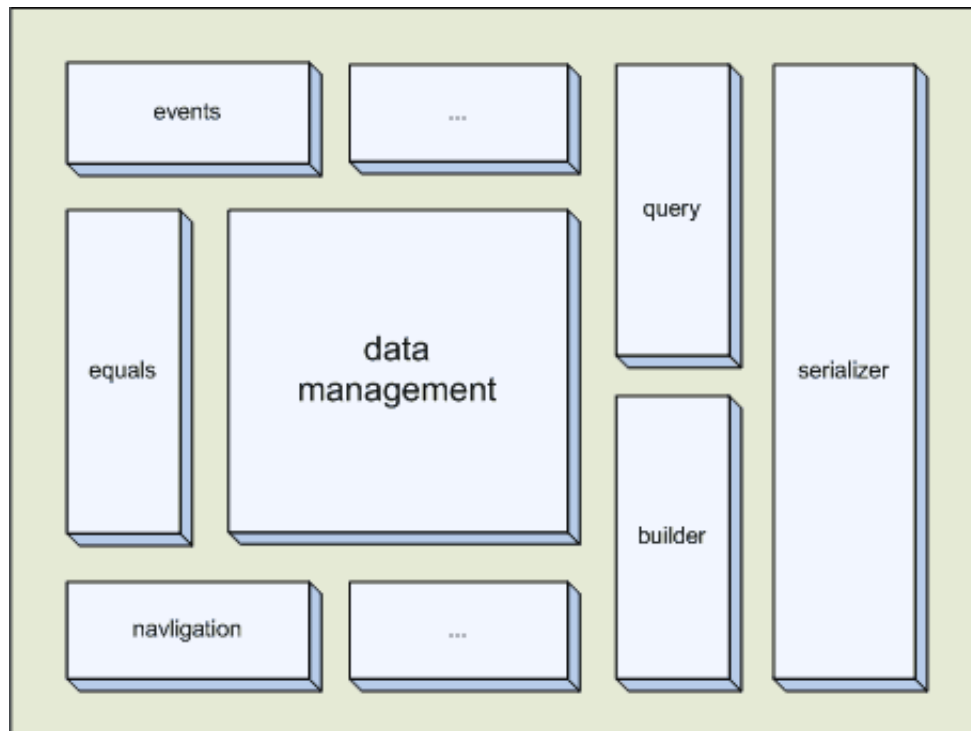 events
...
query
equals
data
management
serializer
builder
navligation
...